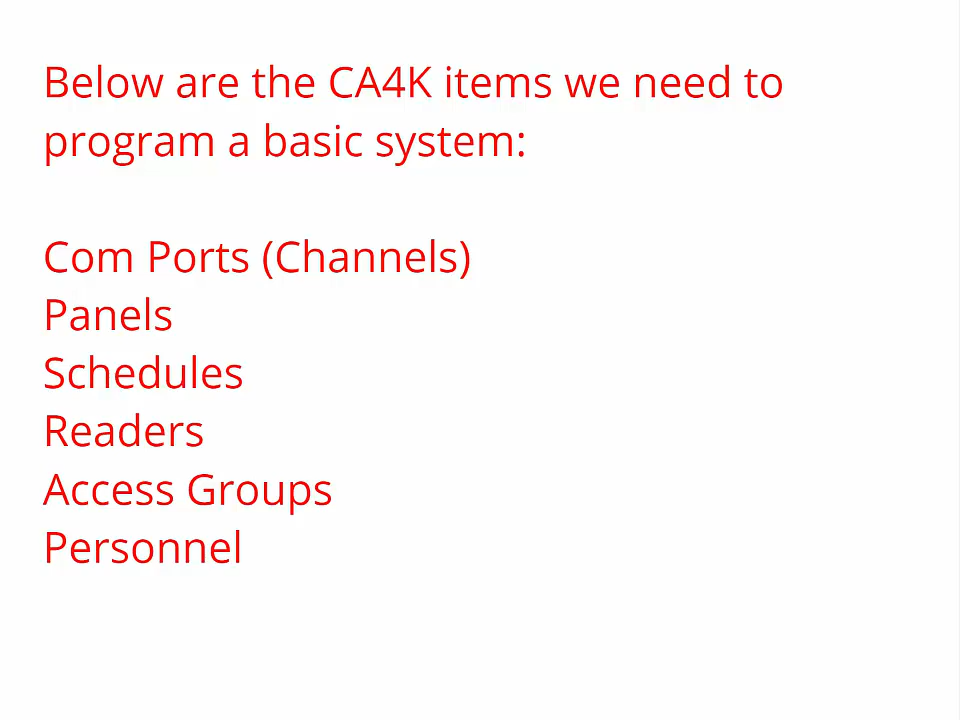 Below are the CA4K items we need to
program a basic system:
Com Ports (Channels)
Panels
Schedules
Readers
Access Groups
Personnel